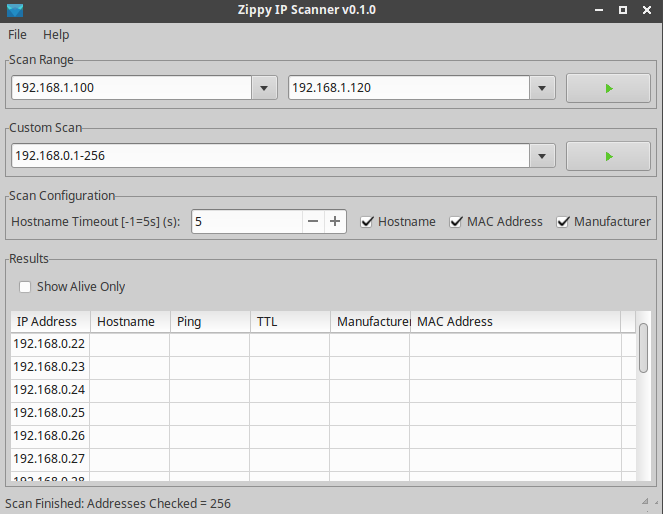 Zippy IP Scanner v0.1.0
File Help
Scan Range
192.168.1.100 192.168.1.120
Custom Scan
192.168.0.1-256
Scan Configuration
Hostname Timeout [-1=5s] (s): 5 Hostname MAC Address Manufacturer
Results
Show Alive Only
IP Address Hostname Ping TTL Manufacturer MAC Address
192.168.0.22
192.168.0.23
192.168.0.24
192.168.0.25
192.168.0.26
192.168.0.27
192.168.0.28
Scan Finished: Addresses Checked = 256